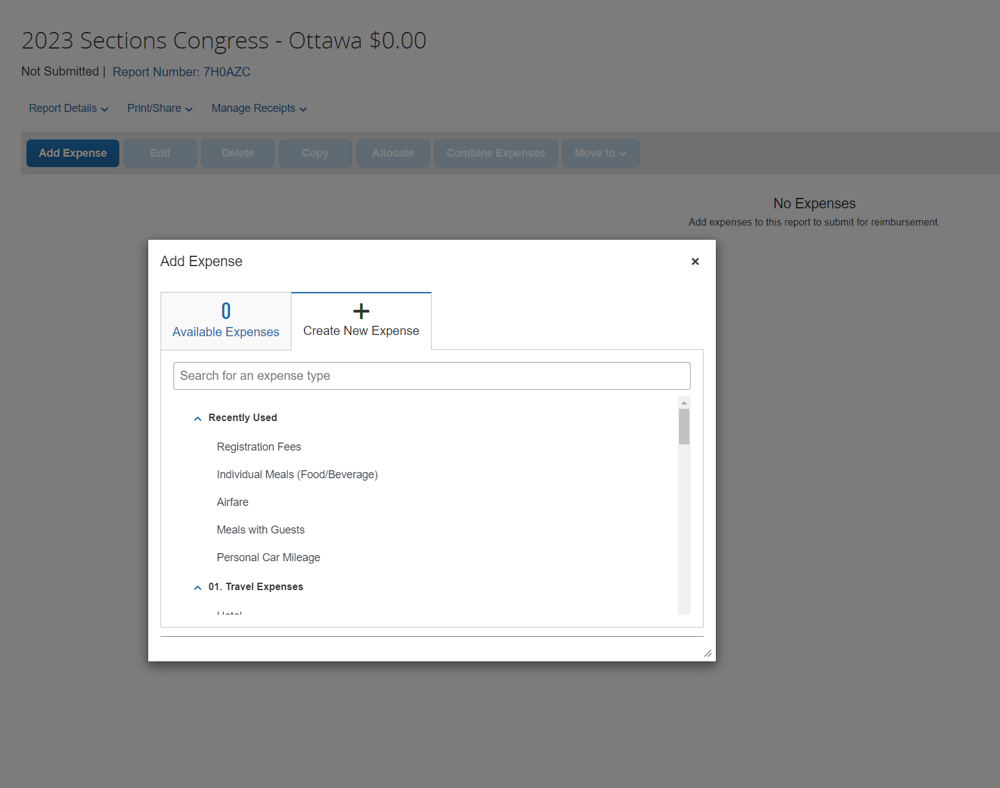 2023 Sections Congress - Ottawa $0.00
Not Submitted | Report Number: 7H0AZC
Report Details Print/Share Manage Receipts
Add Expense Edit Delete Copy Allocate Combine Expenses Move to
No Expenses
Add expenses to this report to submit for reimbursement.
Add Expense
0
Available Expenses
Create New Expense
Search for an expense type
Recently Used
Registration Fees
Individual Meals (Food/Beverage)
Airfare
Meals with Guests
Personal Car Mileage
01. Travel Expenses
Hotel